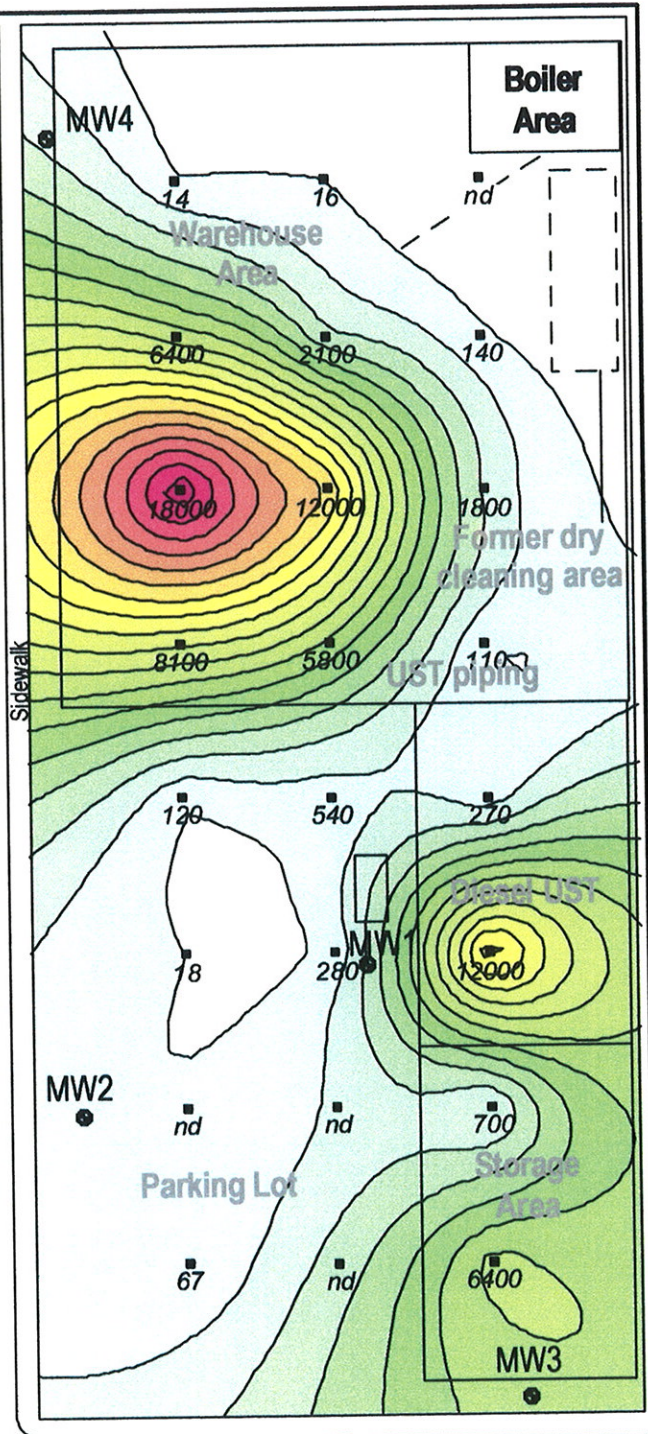 Boiler
Area
MW4
14
16
nd
Warehouse
Area
6400
2100
140
18000
12000
1800
Former dry
cleaning area
Sidewalk
8100
5800
110
UST piping
120
540
270
Diesel UST
MW1
18
280
12000
MW2
nd
nd
700
Parking Lot
Storage
Area
67
nd
6400
MW3